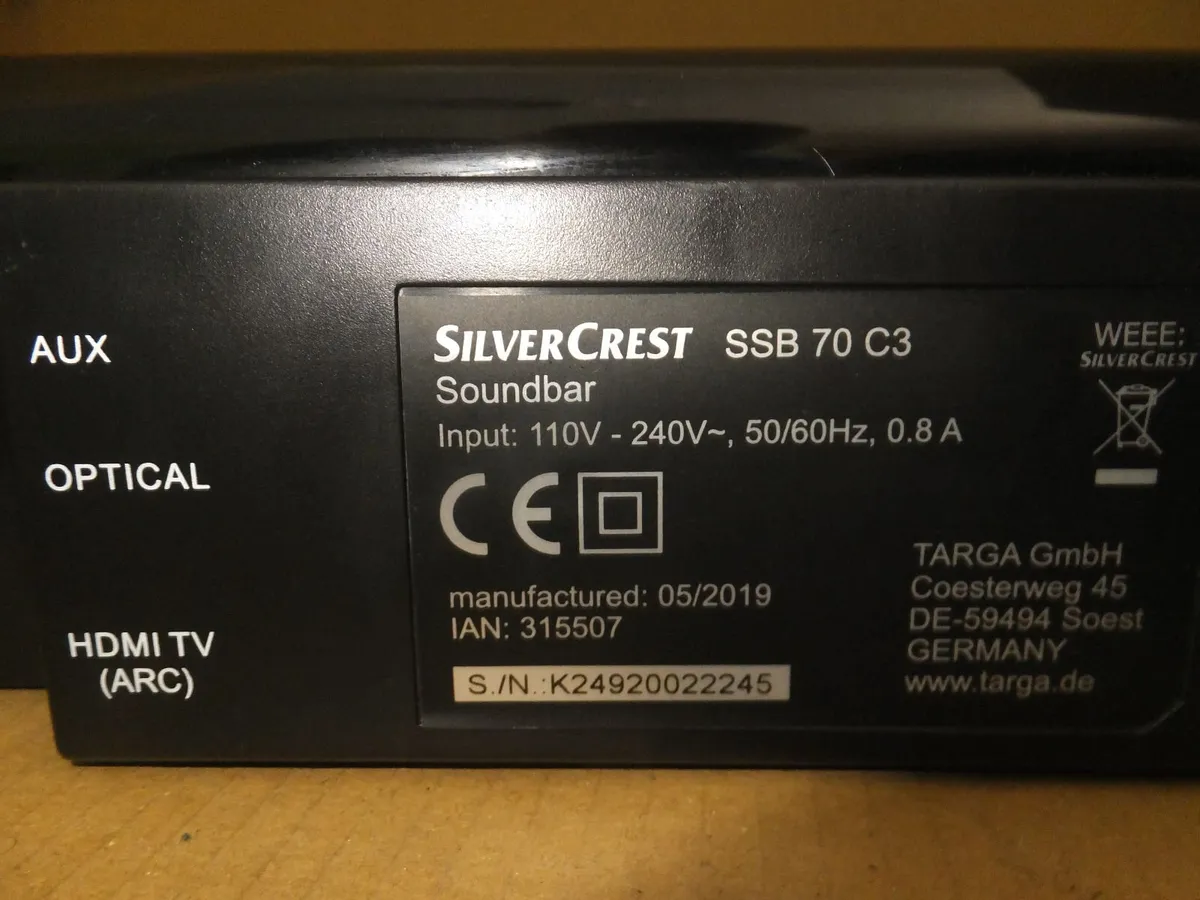 AUX
OPTICAL
HDMI TV
(ARC)
SILVERCREST SSB 70 C3
Soundbar
Input: 110V - 240V~, 50/60Hz, 0.8 A
CE
manufactured: 05/2019
IAN: 315507
S./N.:K24920022245
WEEE:
SILVERCREST
TARGA GmbH
Coesterweg 45
DE-59494 Soest
GERMANY
www.targa.de